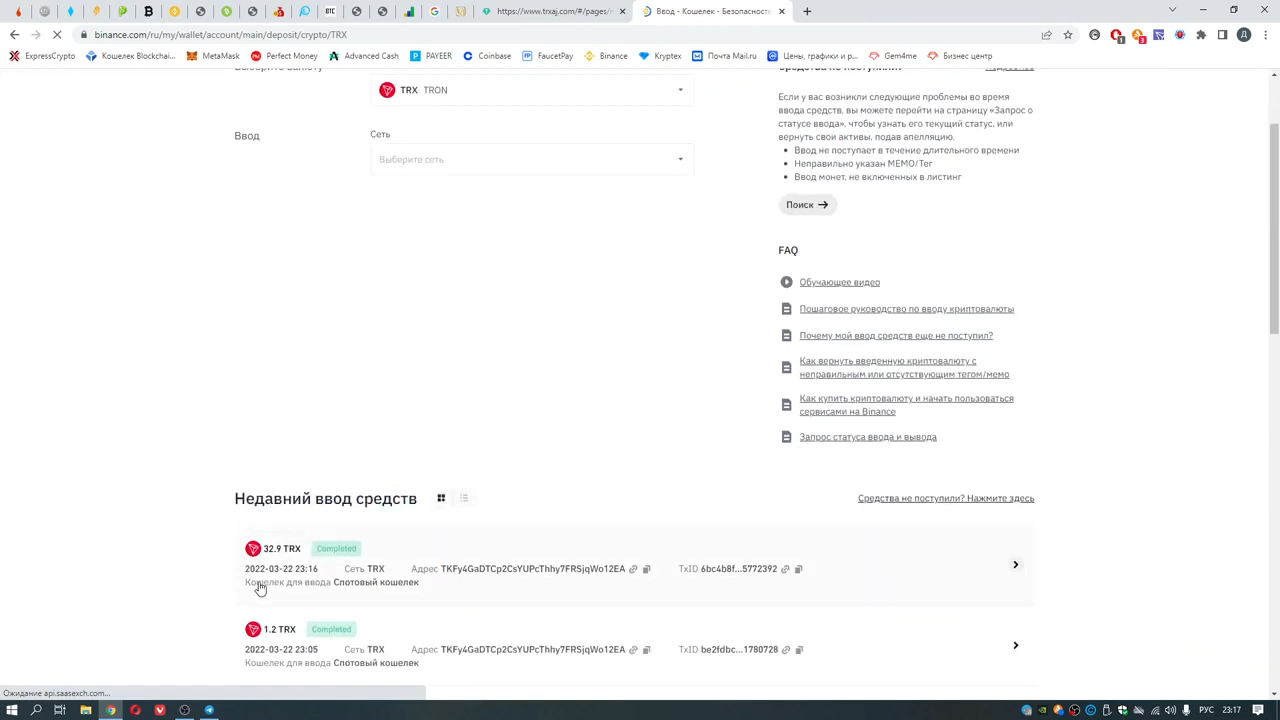 https://www.trxaj.com/#/pages/
Ввод - Кошелек - Безопасность
binance.com/ru/my/wallet/account/main/deposit/crypto/TRX
ExpressCrypto
Кошелек Blockchai...
MetaMask
Perfect Money
Advanced Cash
PAYEER
Coinbase
FaucetPay
Binance
Kryptex
Почта Mail.ru
Цены, графики и р...
Gem4me
Бизнес центр
TRX TRON
Ввод
Сеть
Выберите сеть
Если у вас возникли следующие проблемы во время
ввода средств, вы можете перейти на страницу «Запрос о
статусе ввода», чтобы узнать его текущий статус, или
вернуть свои активы, подав апелляцию.
Ввод не поступает в течение длительного времени
Неправильно указан МЕМО/Тег
Ввод монет, не включенных в листинг
Поиск
FAQ
Обучающее видео
Пошаговое руководство по вводу криптовалюты
Почему мой ввод средств еще не поступил?
Как вернуть введенную криптовалюту с
неправильным или отсутствующим тегом/мемо
Как купить криптовалюту и начать пользоваться
сервисами на Binance
Запрос статуса ввода и вывода
Недавний ввод средств
Средства не поступили? Нажмите здесь
32.9 TRX Completed
2022-03-22 23:16 Сеть TRX Адрес TKFy4GaDTCp2CsYUPcThhy7FRSjqWo12EA TxID 6bc4b8f...5772392
Кошелек для ввода Спотовый кошелек
1.2 TRX Completed
2022-03-22 23:05 Сеть TRX Адрес TKFy4GaDTCp2CsYUPcThhy7FRSjqWo12EA TxID be2fdbc...1780728
Кошелек для ввода Спотовый кошелек
Ожидание api.saasexch.com...
РУС 23:17